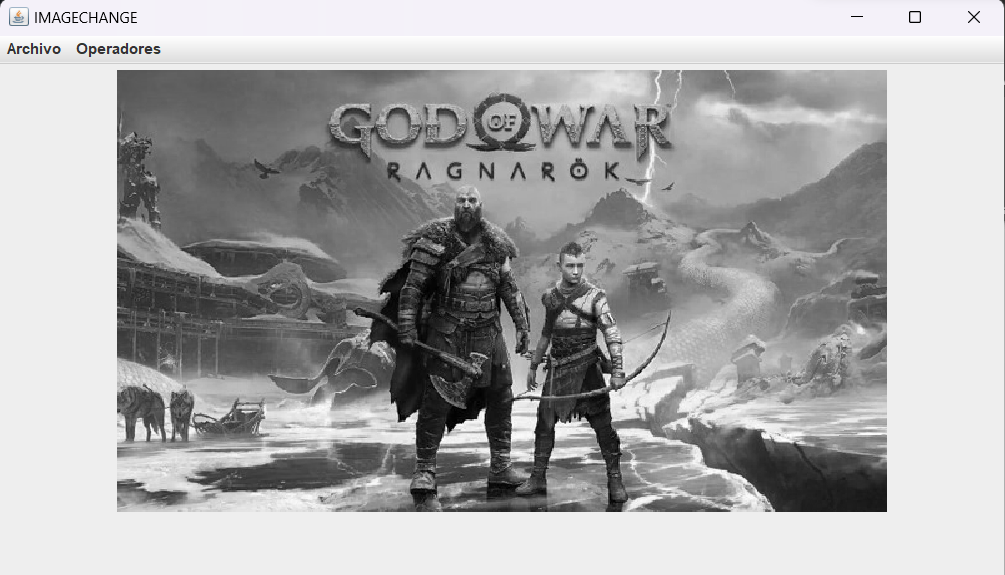 IMAGECHANGE
Archivo Operadores
GOD OF WAR
RAGNARÖK